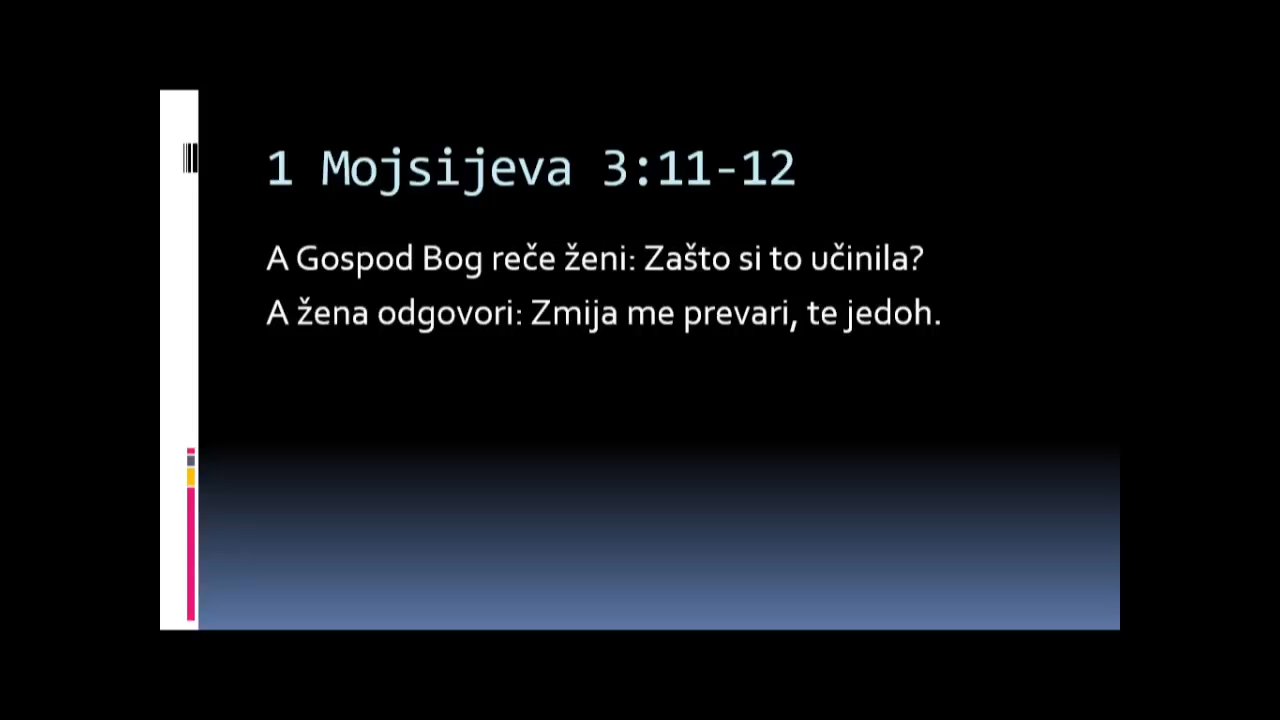 1 Mojsijeva 3:11-12
A Gospod Bog reče ženi: Zašto si to učinila?
A žena odgovori: Zmija me prevari, te jedoh.